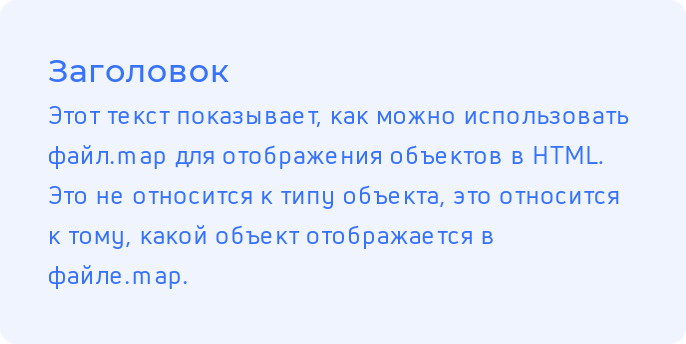 Заголовок
Этот текст показывает, как можно использовать
файл.map для отображения объектов в HTML.
Это не относится к типу объекта, это относится
к тому, какой объект отображается в
файле.map.